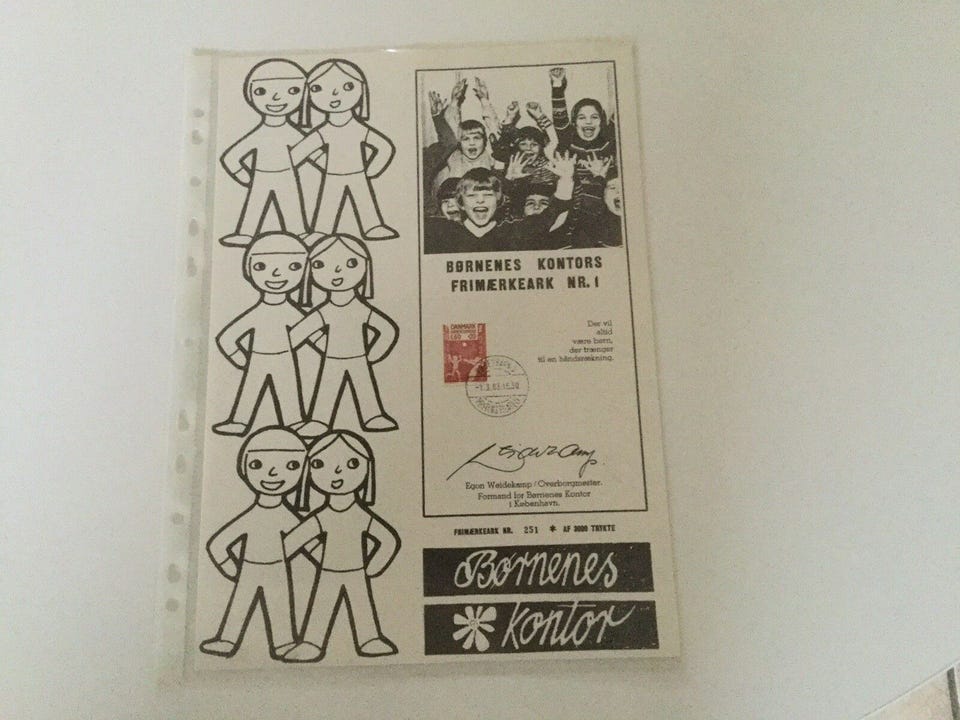 BØRNENES KONTORS
FRIMÆRKEARK NR. 1
DANMARK
Der vil
altid
være børn,
der trænger
til en håndsrækning.
Egon Weidekamp / Overborgmester.
Formand for Børnenes Kontor
i København.
FRIMÆRKEARK NR. 251 * AF 3000 TRYKTE
Børnenes
kontor